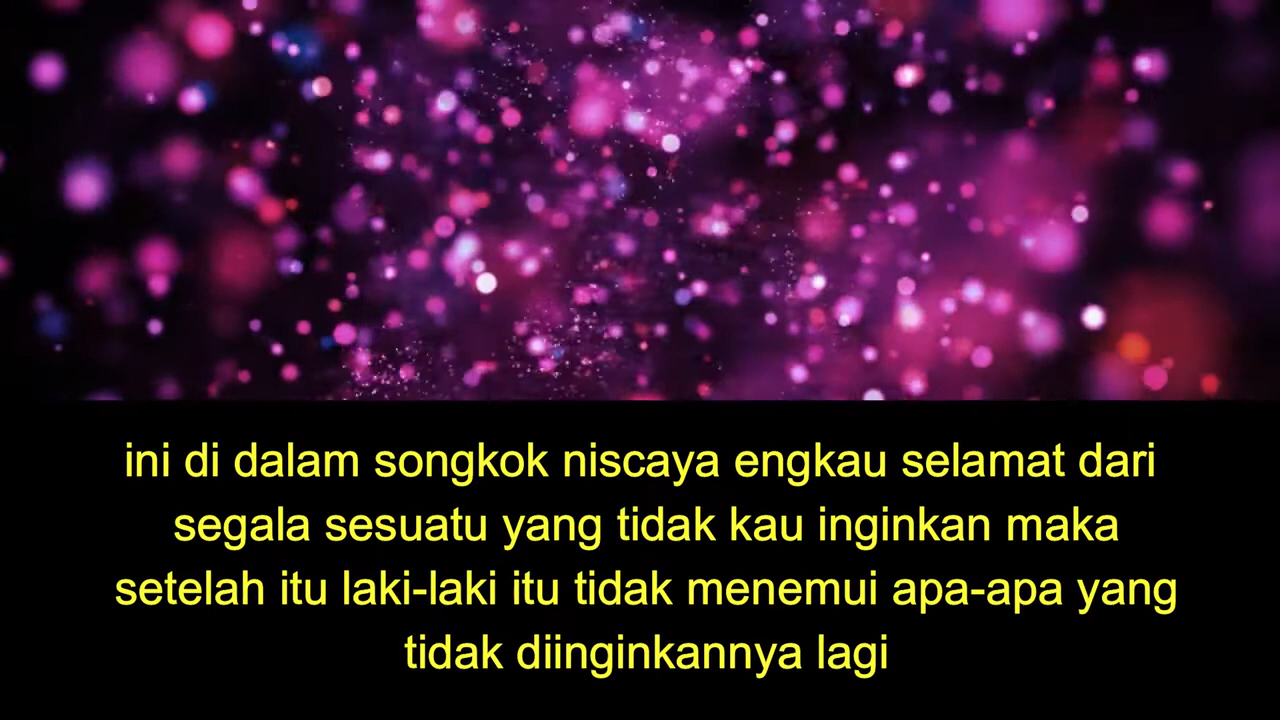 ini di dalam songkok niscaya engkau selamat dari
segala sesuatu yang tidak kau inginkan maka
setelah itu laki-laki itu tidak menemui apa-apa yang
tidak diinginkannya lagi